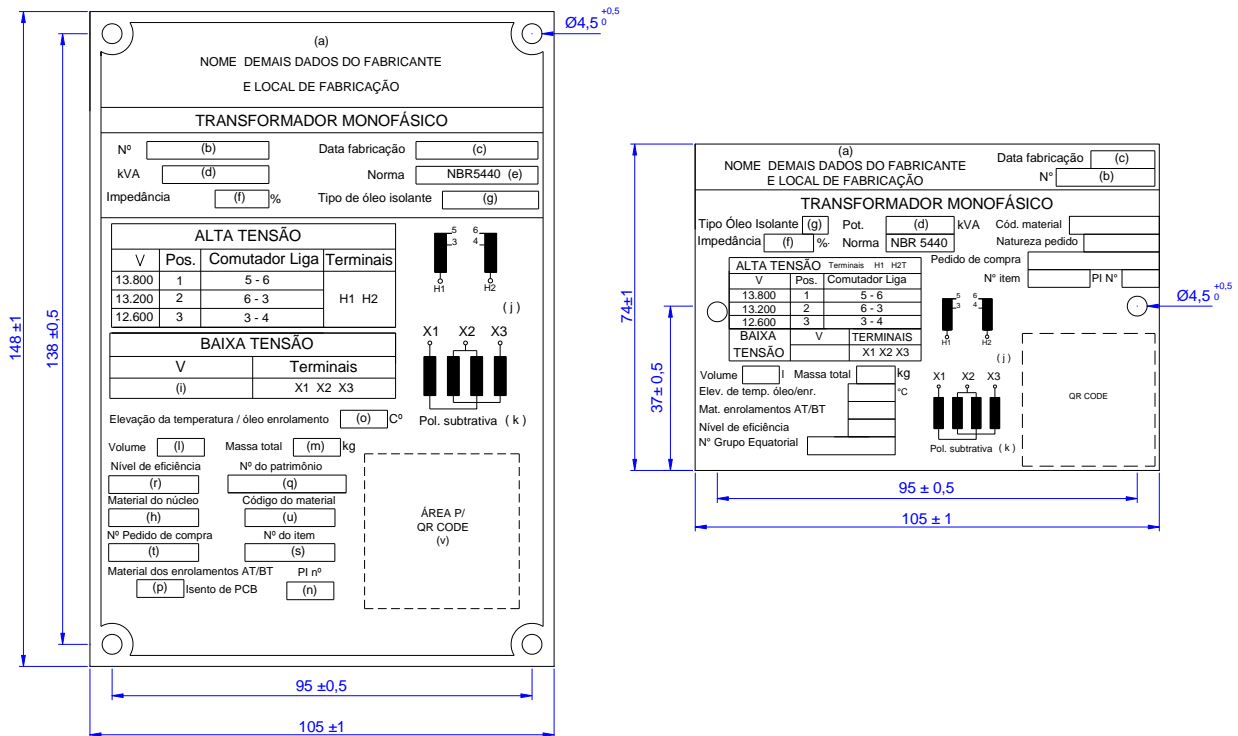 Ø4,5 +0,5 0
(a)
NOME DEMAIS DADOS DO FABRICANTE
E LOCAL DE FABRICAÇÃO
TRANSFORMADOR MONOFÁSICO
Nº (b) Data fabricação (c)
kVA (d) Norma NBR5440 (e)
Impedância (f) % Tipo de óleo isolante (g)
ALTA TENSÃO
V Pos. Comutador Liga Terminais
13.800 1 5 - 6
13.200 2 6 - 3 H1 H2
12.600 3 3 - 4
5 6
3 4
H1 H2
( j )
BAIXA TENSÃO
V Terminais
(i) X1 X2 X3
X1 X2 X3
Pol. subtrativa ( k )
Elevação da temperatura / óleo enrolamento (o) Cº
Volume (l) Massa total (m) kg
Nível de eficiência Nº do patrimônio
(r) (q)
Material do núcleo Código do material
(h) (u)
Nº Pedido de compra Nº do item
(t) (s)
Material dos enrolamentos AT/BT PI nº
(p) Isento de PCB (n)
ÁREA P/
QR CODE
(v)
148 ±1
138 ±0,5
95 ±0,5
105 ±1
(a)
NOME DEMAIS DADOS DO FABRICANTE
E LOCAL DE FABRICAÇÃO
Data fabricação (c)
N° (b)
TRANSFORMADOR MONOFÁSICO
Tipo Óleo Isolante (g) Pot. (d) kVA Cód. material
Impedância (f) %. Norma NBR 5440 Natureza pedido
Pedido de compra
N° item PI N°
ALTA TENSÃO Terminais H1 H2T
V Pos. Comutador Liga
13.800 1 5 - 6
13.200 2 6 - 3
12.600 3 3 - 4
BAIXA V TERMINAIS
TENSÃO X1 X2 X3
5 6
3 4
H1 H2
( j )
Volume l Massa total kg
Elev. de temp. óleo/enr. °C
Mat. enrolamentos AT/BT
Nível de eficiência
N° Grupo Equatorial
X1 X2 X3
Pol. subtrativa ( k )
QR CODE
Ø4,5 +0,5 0
74±1
37± 0,5
95 ± 0,5
105 ± 1